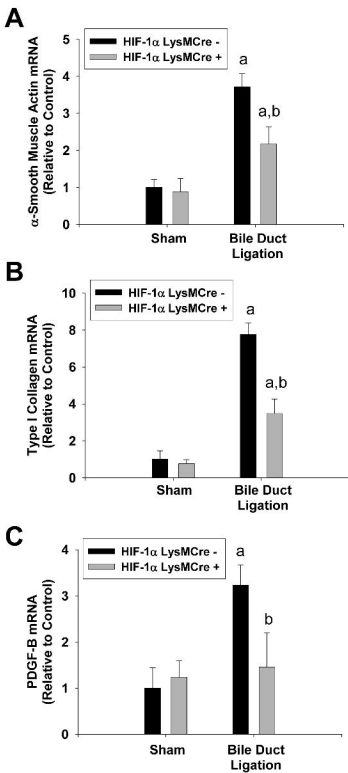 A
HIF-1α LysMCre -
HIF-1α LysMCre +
α-Smooth Muscle Actin mRNA
(Relative to Control)
5
4
3
2
1
0
a
a,b
Sham
Bile Duct
Ligation
B
HIF-1α LysMCre -
HIF-1α LysMCre +
Type I Collagen mRNA
(Relative to Control)
10
8
6
4
2
0
a
a,b
Sham
Bile Duct
Ligation
C
HIF-1α LysMCre -
HIF-1α LysMCre +
PDGF-B mRNA
(Relative to Control)
4
3
2
1
0
a
b
Sham
Bile Duct
Ligation